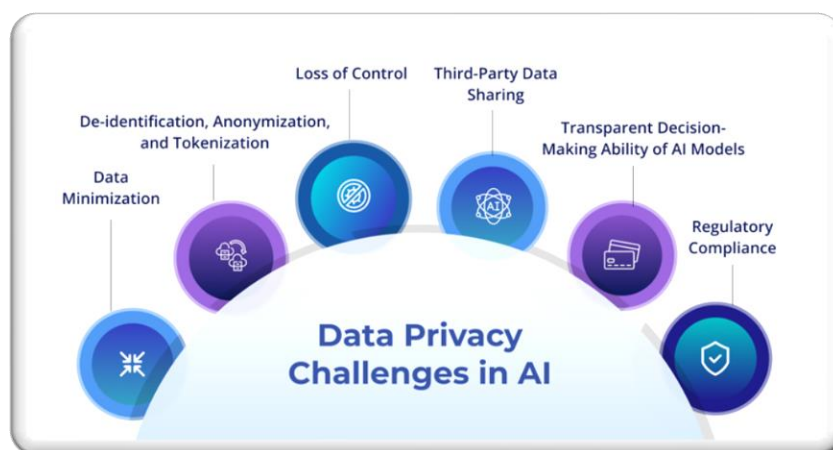 Loss of Control
Third-Party Data
Sharing
De-identification, Anonymization,
and Tokenization
Transparent Decision-
Making Ability of AI Models
Data
Minimization
Regulatory
Compliance
AI
Data Privacy
Challenges in AI